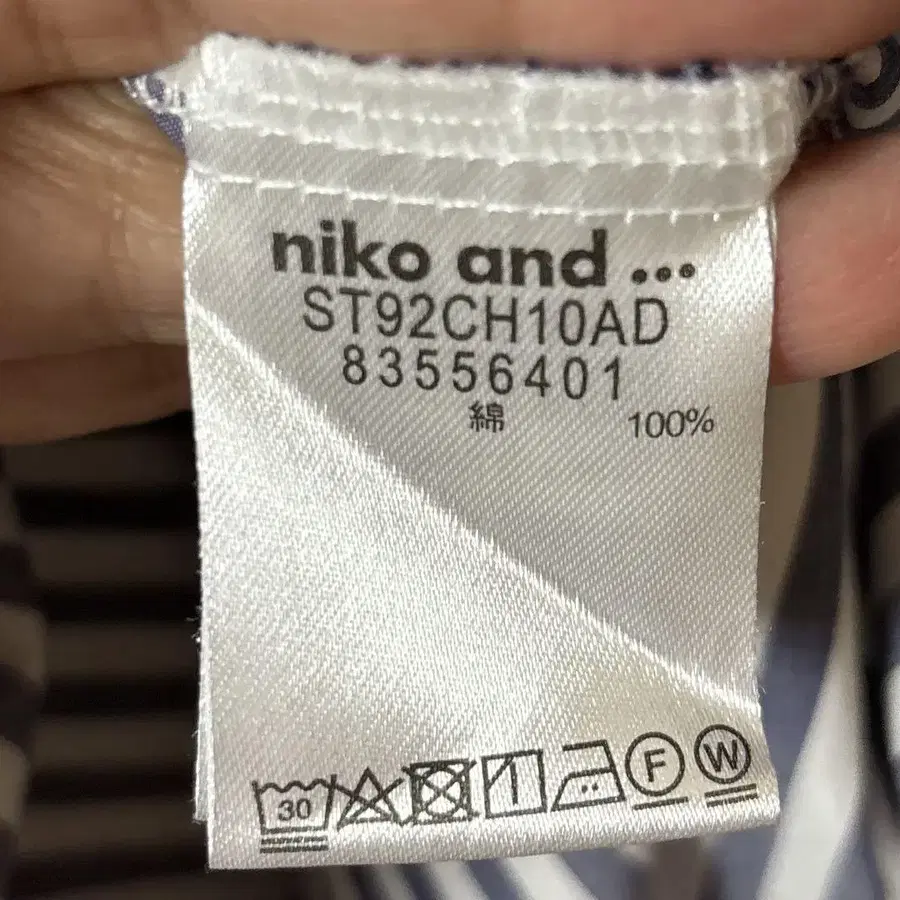 niko and ...
ST92CH10AD
83556401
綿 100%
30 F W